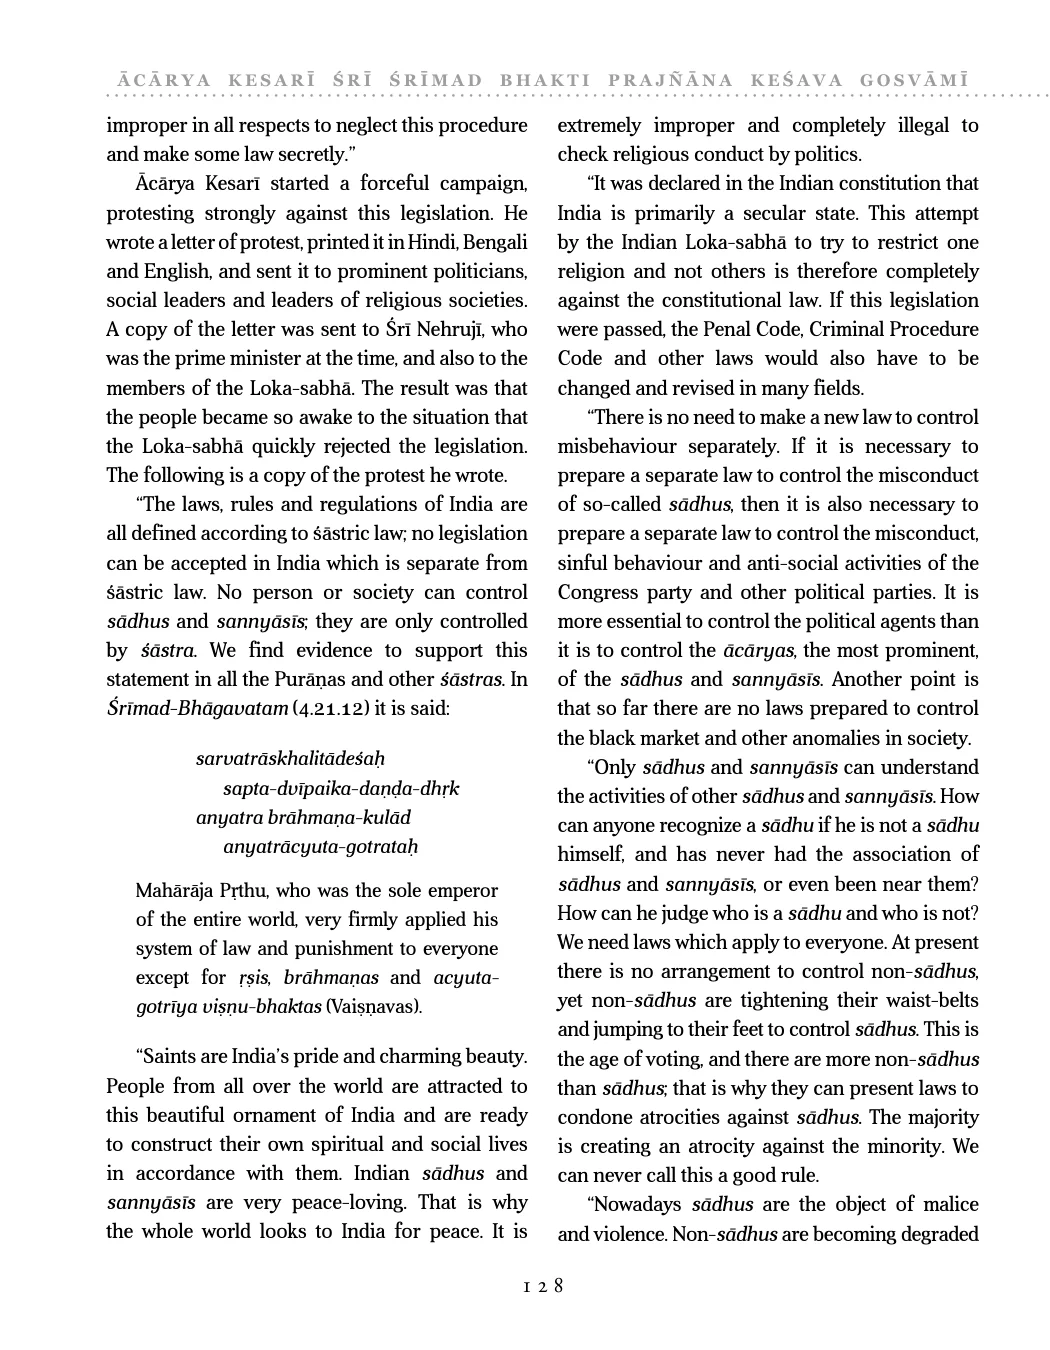 ĀCĀRYA KESARĪ ŚRĪ ŚRĪMAD BHAKTI PRAJÑĀNA KEŚAVA GOSVĀMĪ
improper in all respects to neglect this procedure
and make some law secretly.”
Ācārya Kesarī started a forceful campaign,
protesting strongly against this legislation. He
wrote a letter of protest, printed it in Hindi, Bengali
and English, and sent it to prominent politicians,
social leaders and leaders of religious societies.
A copy of the letter was sent to Śrī Nehrujī, who
was the prime minister at the time, and also to the
members of the Loka-sabhā. The result was that
the people became so awake to the situation that
the Loka-sabhā quickly rejected the legislation.
The following is a copy of the protest he wrote.
“The laws, rules and regulations of India are
all defined according to śāstric law; no legislation
can be accepted in India which is separate from
śāstric law. No person or society can control
sādhus and sannyāsīs; they are only controlled
by śāstra. We find evidence to support this
statement in all the Purāṇas and other śāstras. In
Śrīmad-Bhāgavatam (4.21.12) it is said:
sarvatrāskhalitādeśaḥ
sapta-dvīpaika-daṇḍa-dhṛk
anyatra brāhmaṇa-kulād
anyatrācyuta-gotrataḥ
Mahārāja Pṛthu, who was the sole emperor
of the entire world, very firmly applied his
system of law and punishment to everyone
except for ṛṣis, brāhmaṇas and acyuta-
gotrīya viṣṇu-bhaktas (Vaiṣṇavas).
“Saints are India’s pride and charming beauty.
People from all over the world are attracted to
this beautiful ornament of India and are ready
to construct their own spiritual and social lives
in accordance with them. Indian sādhus and
sannyāsīs are very peace-loving. That is why
the whole world looks to India for peace. It is
extremely improper and completely illegal to
check religious conduct by politics.
“It was declared in the Indian constitution that
India is primarily a secular state. This attempt
by the Indian Loka-sabhā to try to restrict one
religion and not others is therefore completely
against the constitutional law. If this legislation
were passed, the Penal Code, Criminal Procedure
Code and other laws would also have to be
changed and revised in many fields.
“There is no need to make a new law to control
misbehaviour separately. If it is necessary to
prepare a separate law to control the misconduct
of so-called sādhus, then it is also necessary to
prepare a separate law to control the misconduct,
sinful behaviour and anti-social activities of the
Congress party and other political parties. It is
more essential to control the political agents than
it is to control the ācāryas, the most prominent,
of the sādhus and sannyāsīs. Another point is
that so far there are no laws prepared to control
the black market and other anomalies in society.
“Only sādhus and sannyāsīs can understand
the activities of other sādhus and sannyāsīs. How
can anyone recognize a sādhu if he is not a sādhu
himself, and has never had the association of
sādhus and sannyāsīs, or even been near them?
How can he judge who is a sādhu and who is not?
We need laws which apply to everyone. At present
there is no arrangement to control non-sādhus,
yet non-sādhus are tightening their waist-belts
and jumping to their feet to control sādhus. This is
the age of voting, and there are more non-sādhus
than sādhus; that is why they can present laws to
condone atrocities against sādhus. The majority
is creating an atrocity against the minority. We
can never call this a good rule.
“Nowadays sādhus are the object of malice
and violence. Non-sādhus are becoming degraded
128